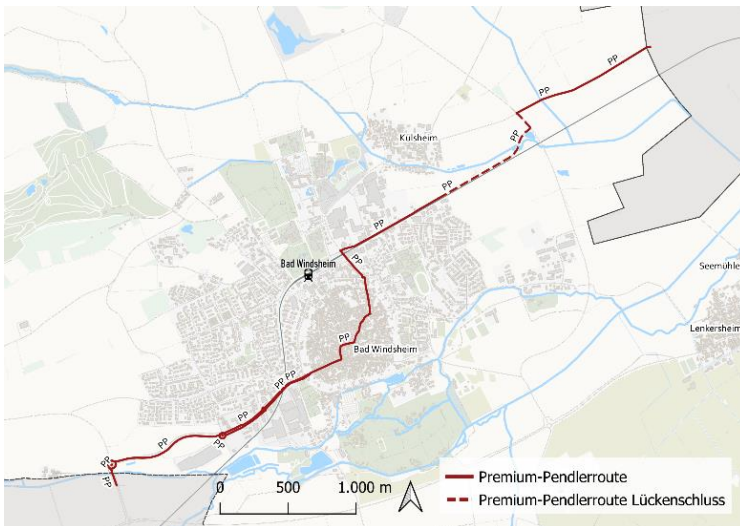 PP
PP
Külsheim
PP
PP
PP
Bad Windsheim
PP
Seemühle
Lenkersheim
PP
Bad Windsheim
PP
PP
PP
PP
PP
PP
PP
Premium-Pendlerroute
0 500 1.000 m
Premium-Pendlerroute Lückenschluss